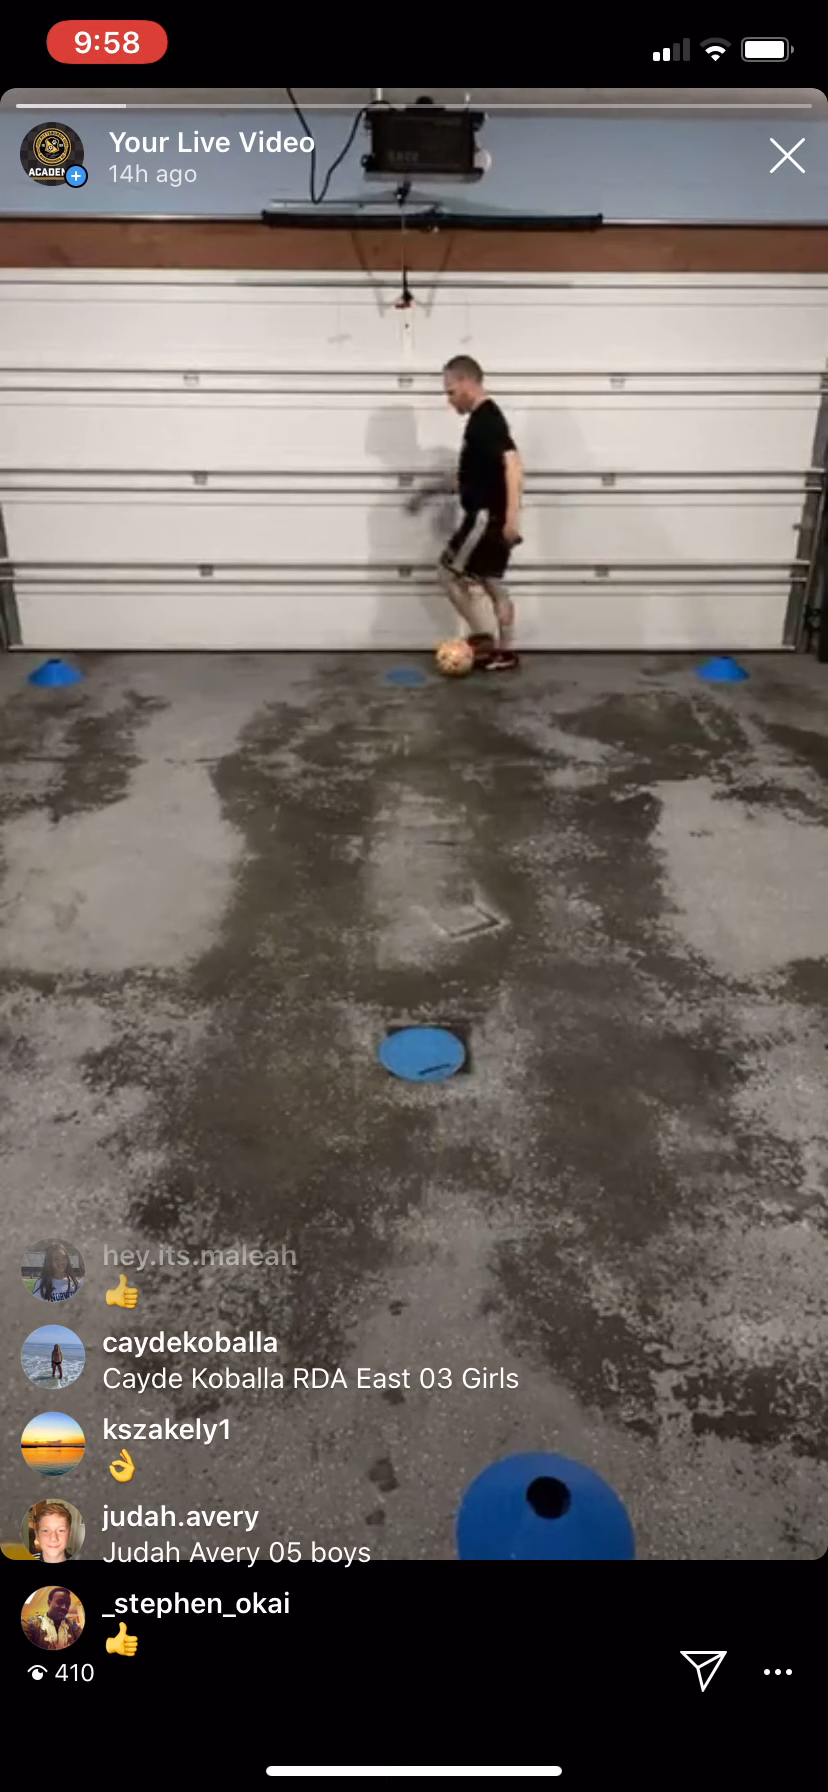 9:58
Your Live Video
14h ago
ACADEM
hey.its.maleah
👍
caydekoballa
Cayde Koballa RDA East 03 Girls
kszakely1
👌
judah.avery
Judah Avery 05 boys
_stephen_okai
👍
410